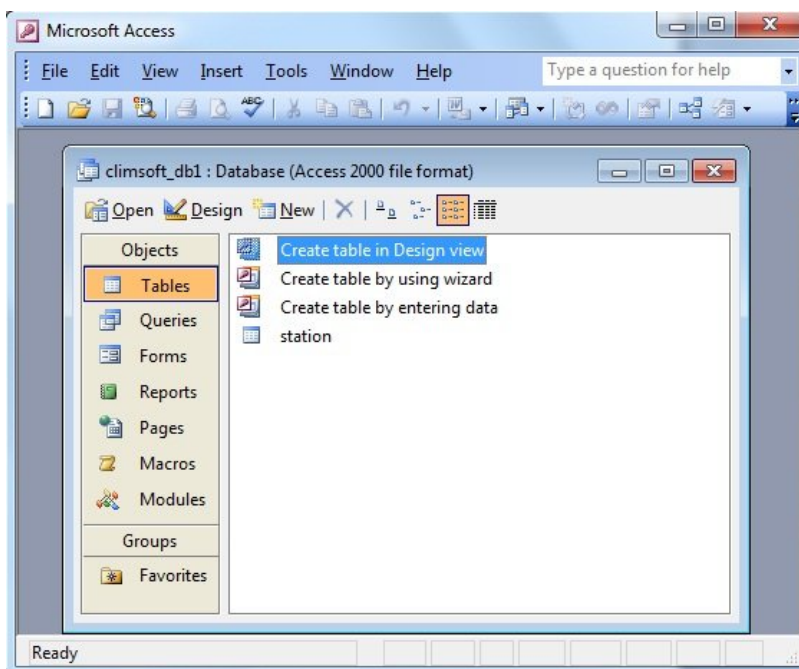 Microsoft Access
File Edit View Insert Tools Window Help Type a question for help
ABC
climsoft_db1 : Database (Access 2000 file format)
Open Design New
Objects
Tables
Queries
Forms
Reports
Pages
Macros
Modules
Groups
Favorites
Create table in Design view
Create table by using wizard
Create table by entering data
station
Ready